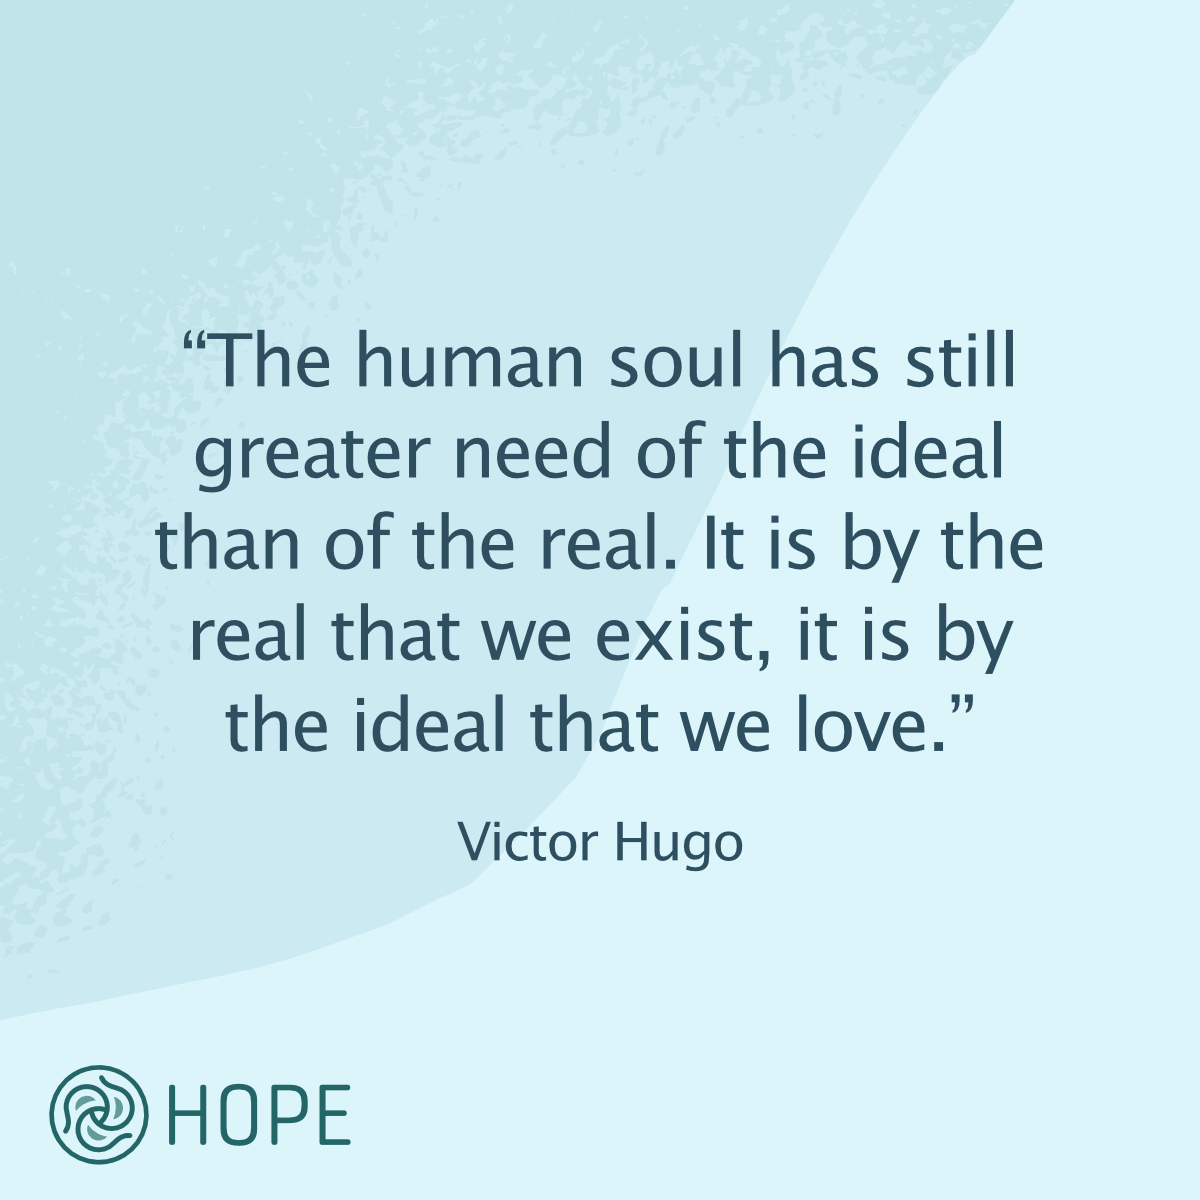 “The human soul has still
greater need of the ideal
than of the real. It is by the
real that we exist, it is by
the ideal that we love.”
Victor Hugo
HOPE